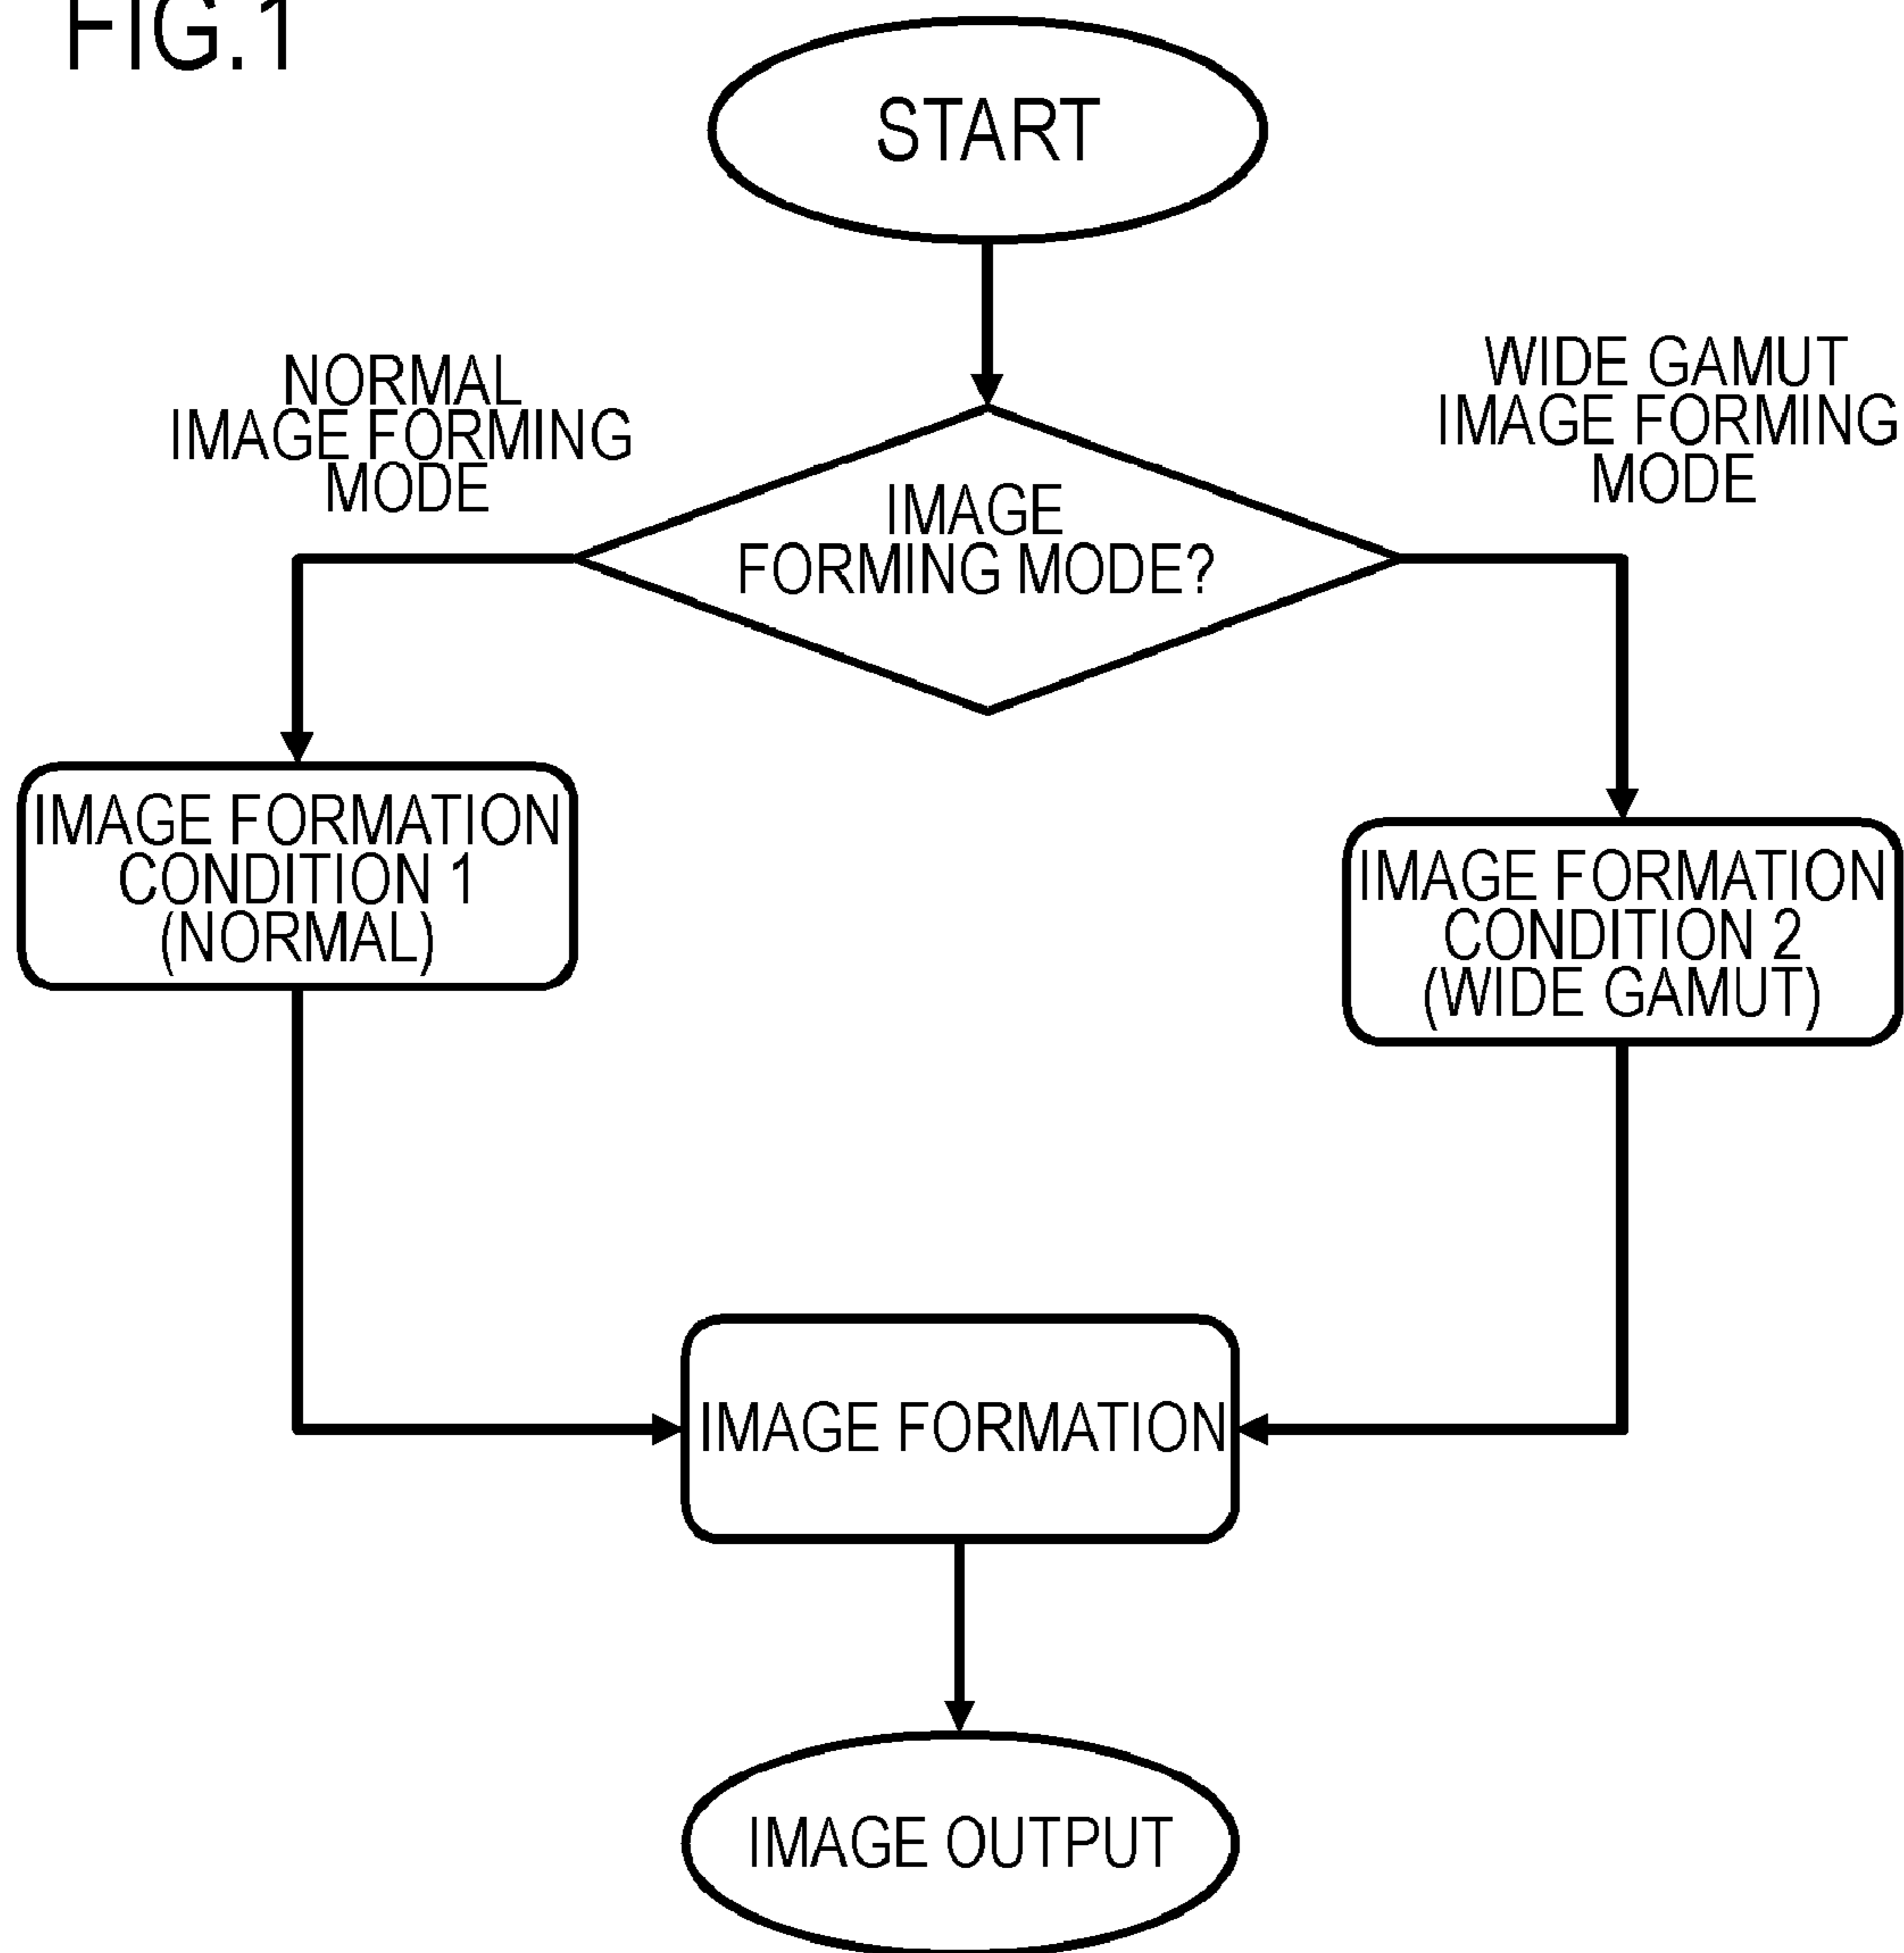 FIG.1
START
NORMAL
IMAGE FORMING
MODE
WIDE GAMUT
IMAGE FORMING
MODE
IMAGE
FORMING MODE?
IMAGE FORMATION
CONDITION 1
(NORMAL)
IMAGE FORMATION
CONDITION 2
(WIDE GAMUT)
IMAGE FORMATION
IMAGE OUTPUT